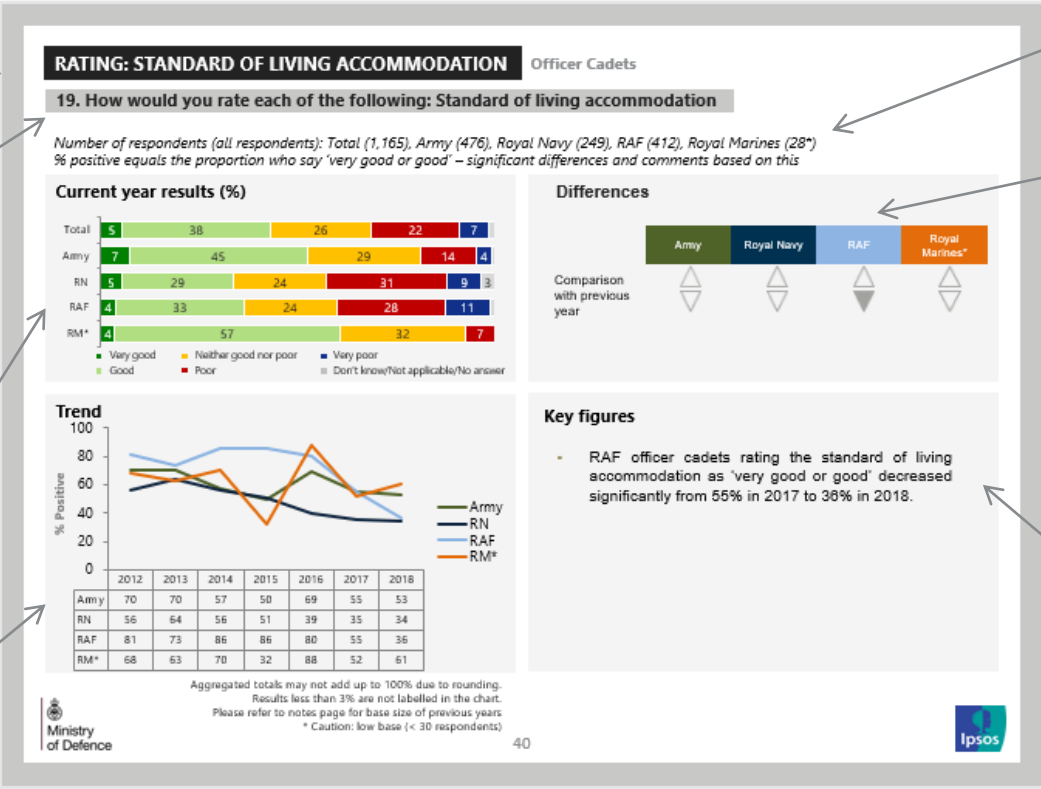 RATING: STANDARD OF LIVING ACCOMMODATION Officer Cadets
19. How would you rate each of the following: Standard of living accommodation
Number of respondents (all respondents): Total (1,165), Army (476), Royal Navy (249), RAF (412), Royal Marines (28*)
% positive equals the proportion who say 'very good or good' – significant differences and comments based on this
Current year results (%)
Total 5 38 26 22 7
Army 7 45 29 14 4
RN 5 29 24 31 9 3
RAF 4 33 24 28 11
RM* 4 57 32 7
Very good Neither good nor poor Very poor
Good Poor Don't know/Not applicable/No answer
Differences
Army Royal Navy RAF Royal
Marines*
Comparison
with previous
year
Trend
100
80
60
40
20
0
% Positive
Army
RN
RAF
RM*
2012 2013 2014 2015 2016 2017 2018
Army 70 70 57 50 69 55 53
RN 56 64 56 51 39 35 34
RAF 81 73 86 86 80 55 36
RM* 68 63 70 32 88 52 61
Key figures
- RAF officer cadets rating the standard of living
accommodation as 'very good or good' decreased
significantly from 55% in 2017 to 36% in 2018.
Aggregated totals may not add up to 100% due to rounding.
Results less than 3% are not labelled in the chart.
Please refer to notes page for base size of previous years
* Caution: low base (< 30 respondents)
Ministry
of Defence
40
Ipsos